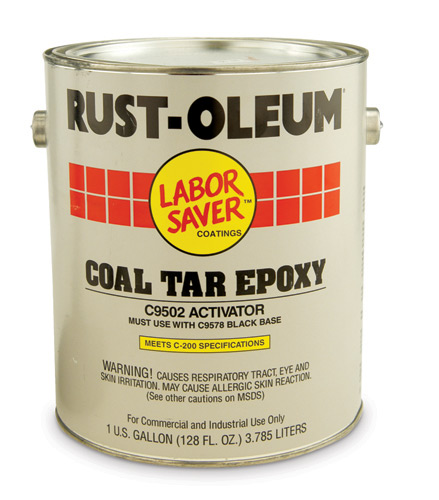 RUST-OLEUM®
LABOR
SAVER™
COATINGS
COAL TAR EPOXY
C9502 ACTIVATOR
MUST USE WITH C9578 BLACK BASE
MEETS C-200 SPECIFICATIONS
WARNING! CAUSES RESPIRATORY TRACT, EYE AND
SKIN IRRITATION. MAY CAUSE ALLERGIC SKIN REACTION.
(See other cautions on MSDS)
For Commercial and Industrial Use Only
1 U.S. GALLON (128 FL. OZ.) 3.785 LITERS